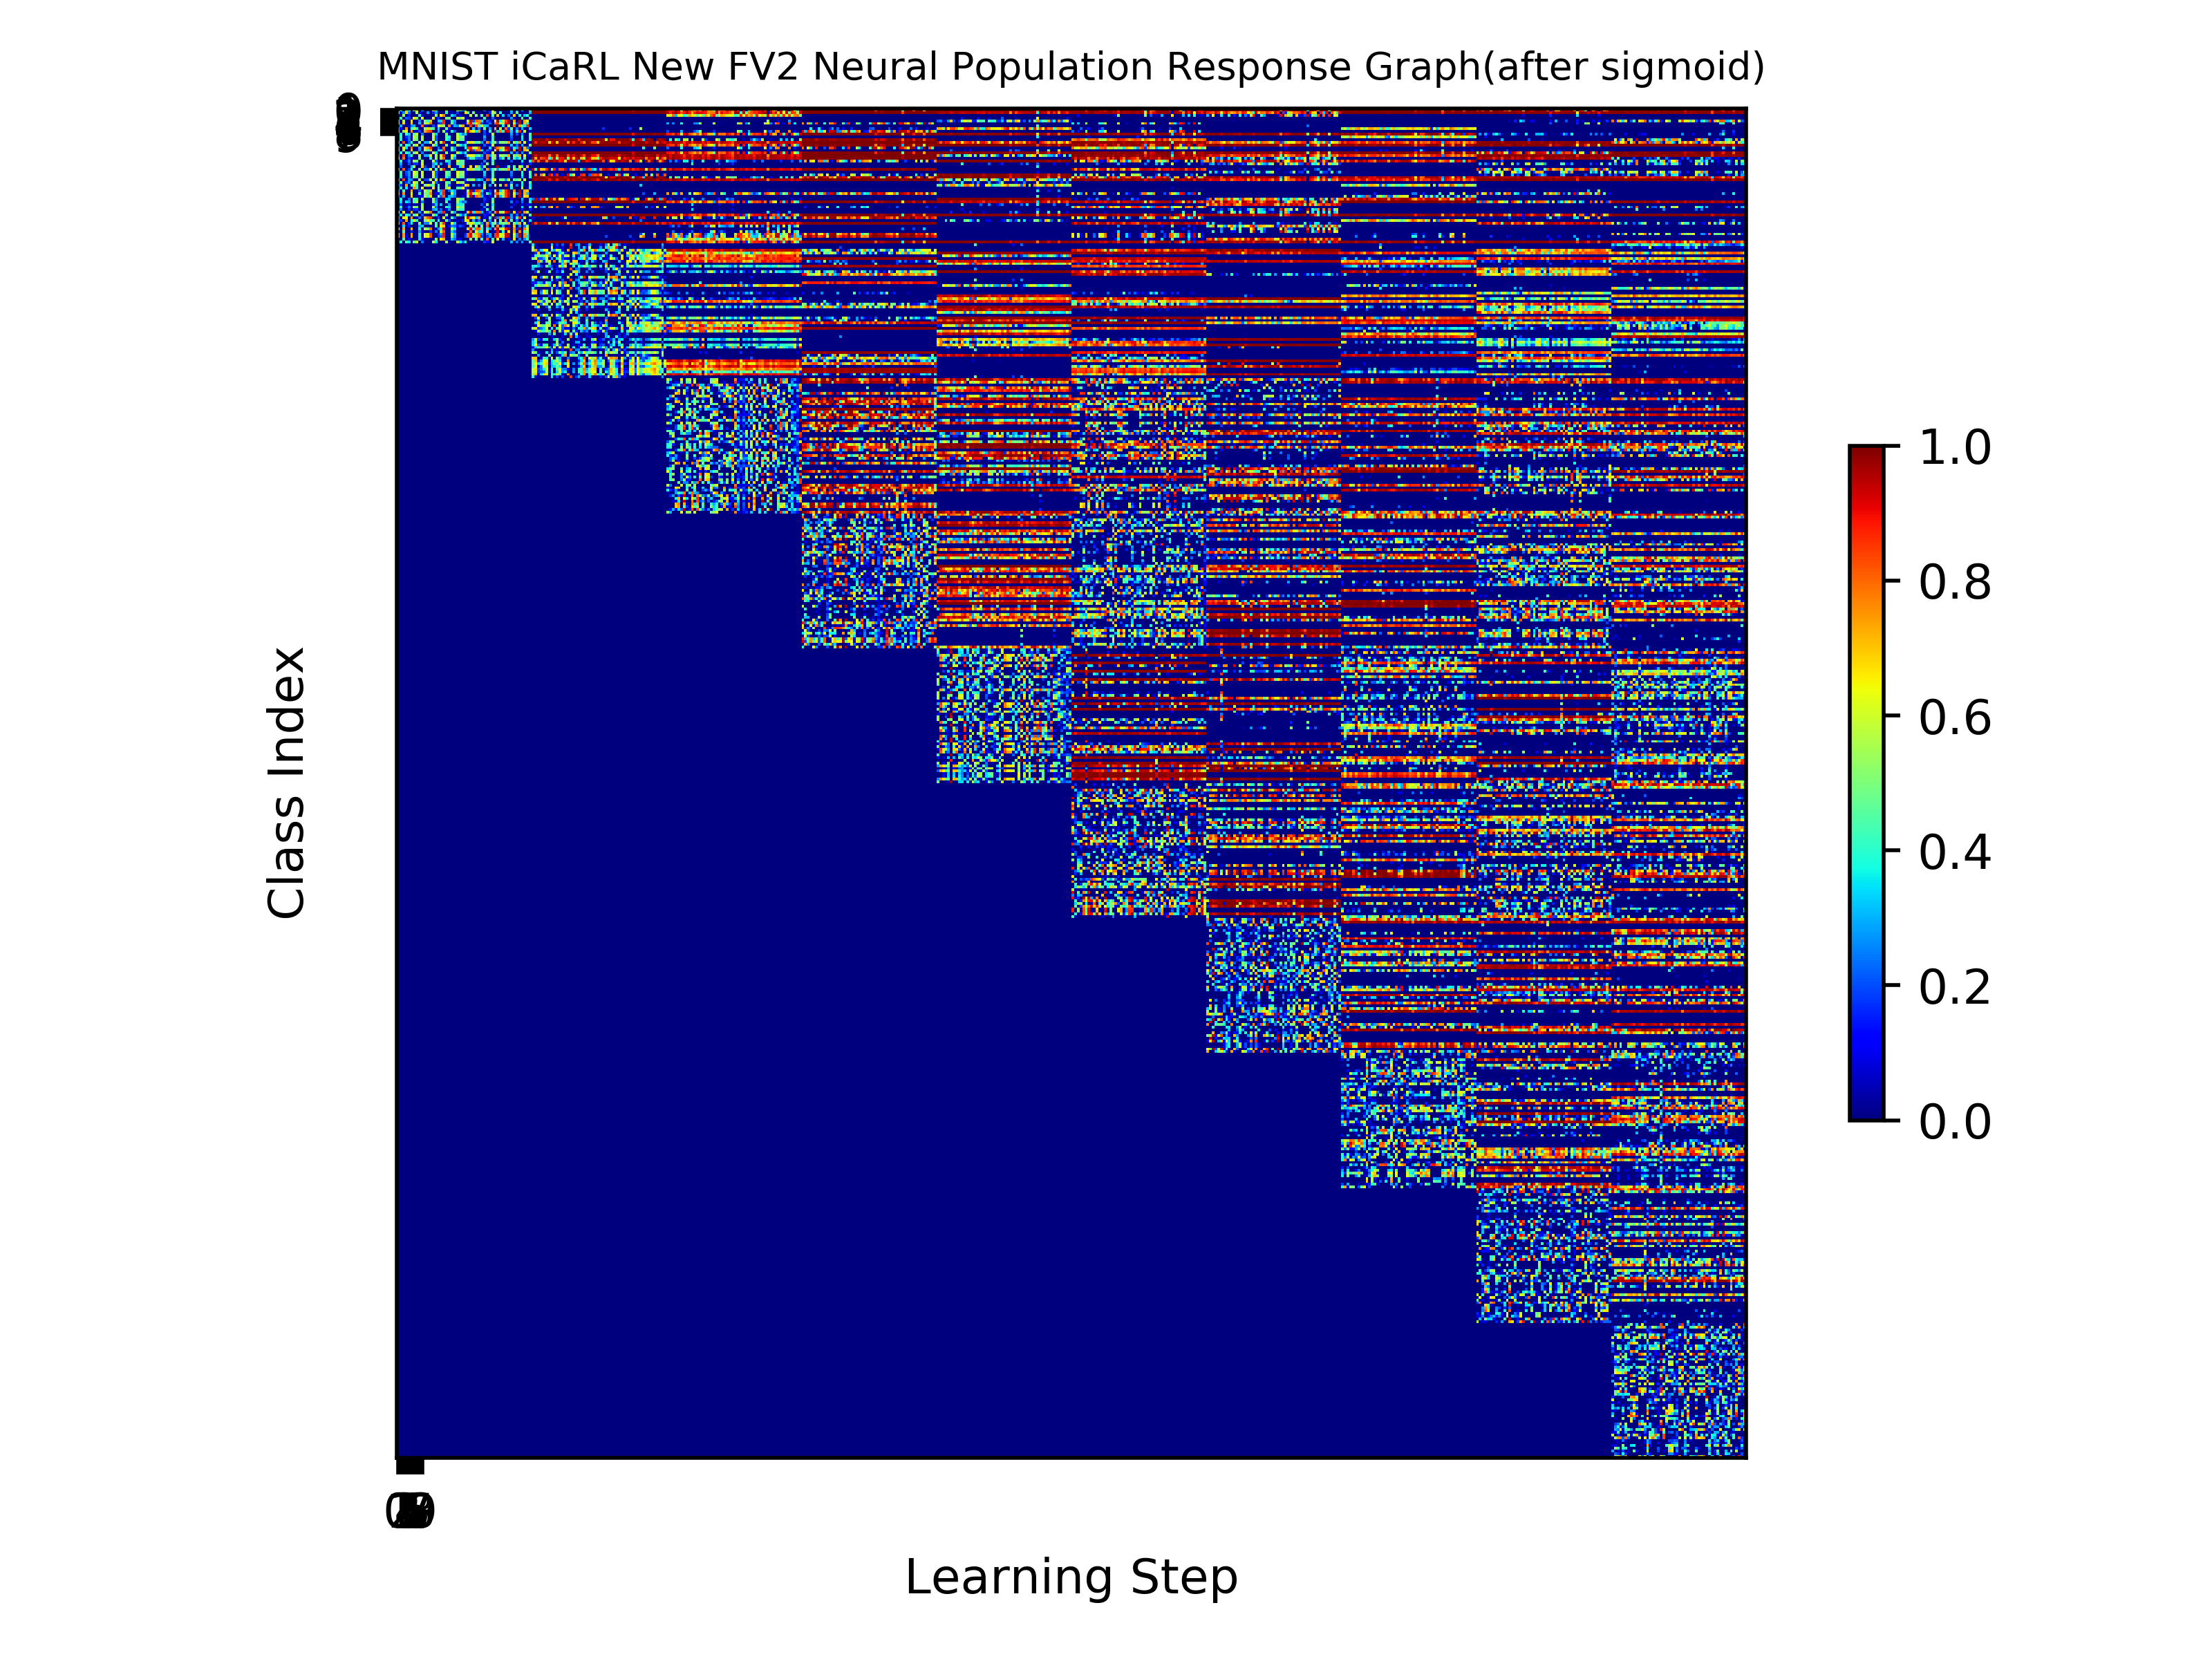 MNIST iCaRL New FV2 Neural Population Response Graph(after sigmoid)
Class Index
1.0
0.8
0.6
0.4
0.2
0.0
Learning Step